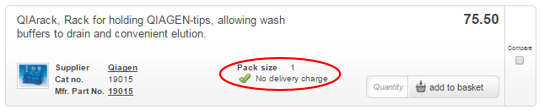 QIArack, Rack for holding QIAGEN-tips, allowing wash 75.50
buffers to drain and convenient elution.
Compare
Supplier Qiagen Pack size 1
Cat no. 19015 No delivery charge
Mfr. Part No. 19015 Quantity add to basket